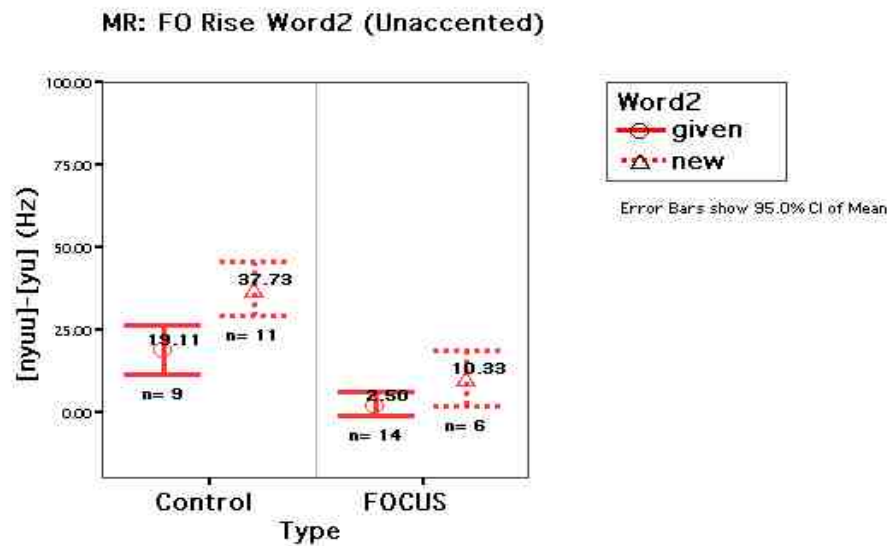 MR: F0 Rise Word2 (Unaccented)
100.00
75.00
50.00
25.00
0.00
[nyuu]-[yu] (Hz)
37.73
n= 11
19.11
n= 9
10.33
n= 6
2.50
n= 14
Control
FOCUS
Type
Word2
given
new
Error Bars show 95.0% CI of Mean